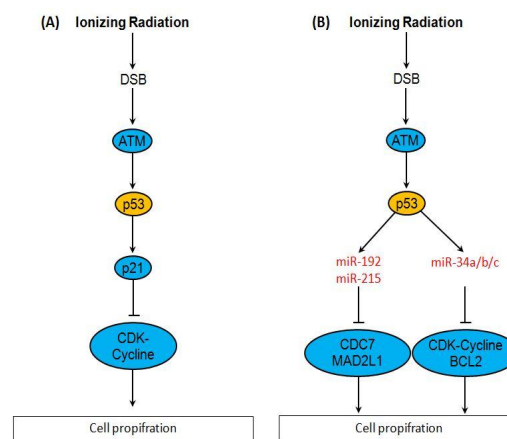 (A) Ionizing Radiation
DSB
ATM
p53
p21
CDK-
Cycline
Cell propifration
(B) Ionizing Radiation
DSB
ATM
p53
miR-192
miR-215
miR-34a/b/c
CDC7
MAD2L1
CDK-Cycline
BCL2
Cell propifration